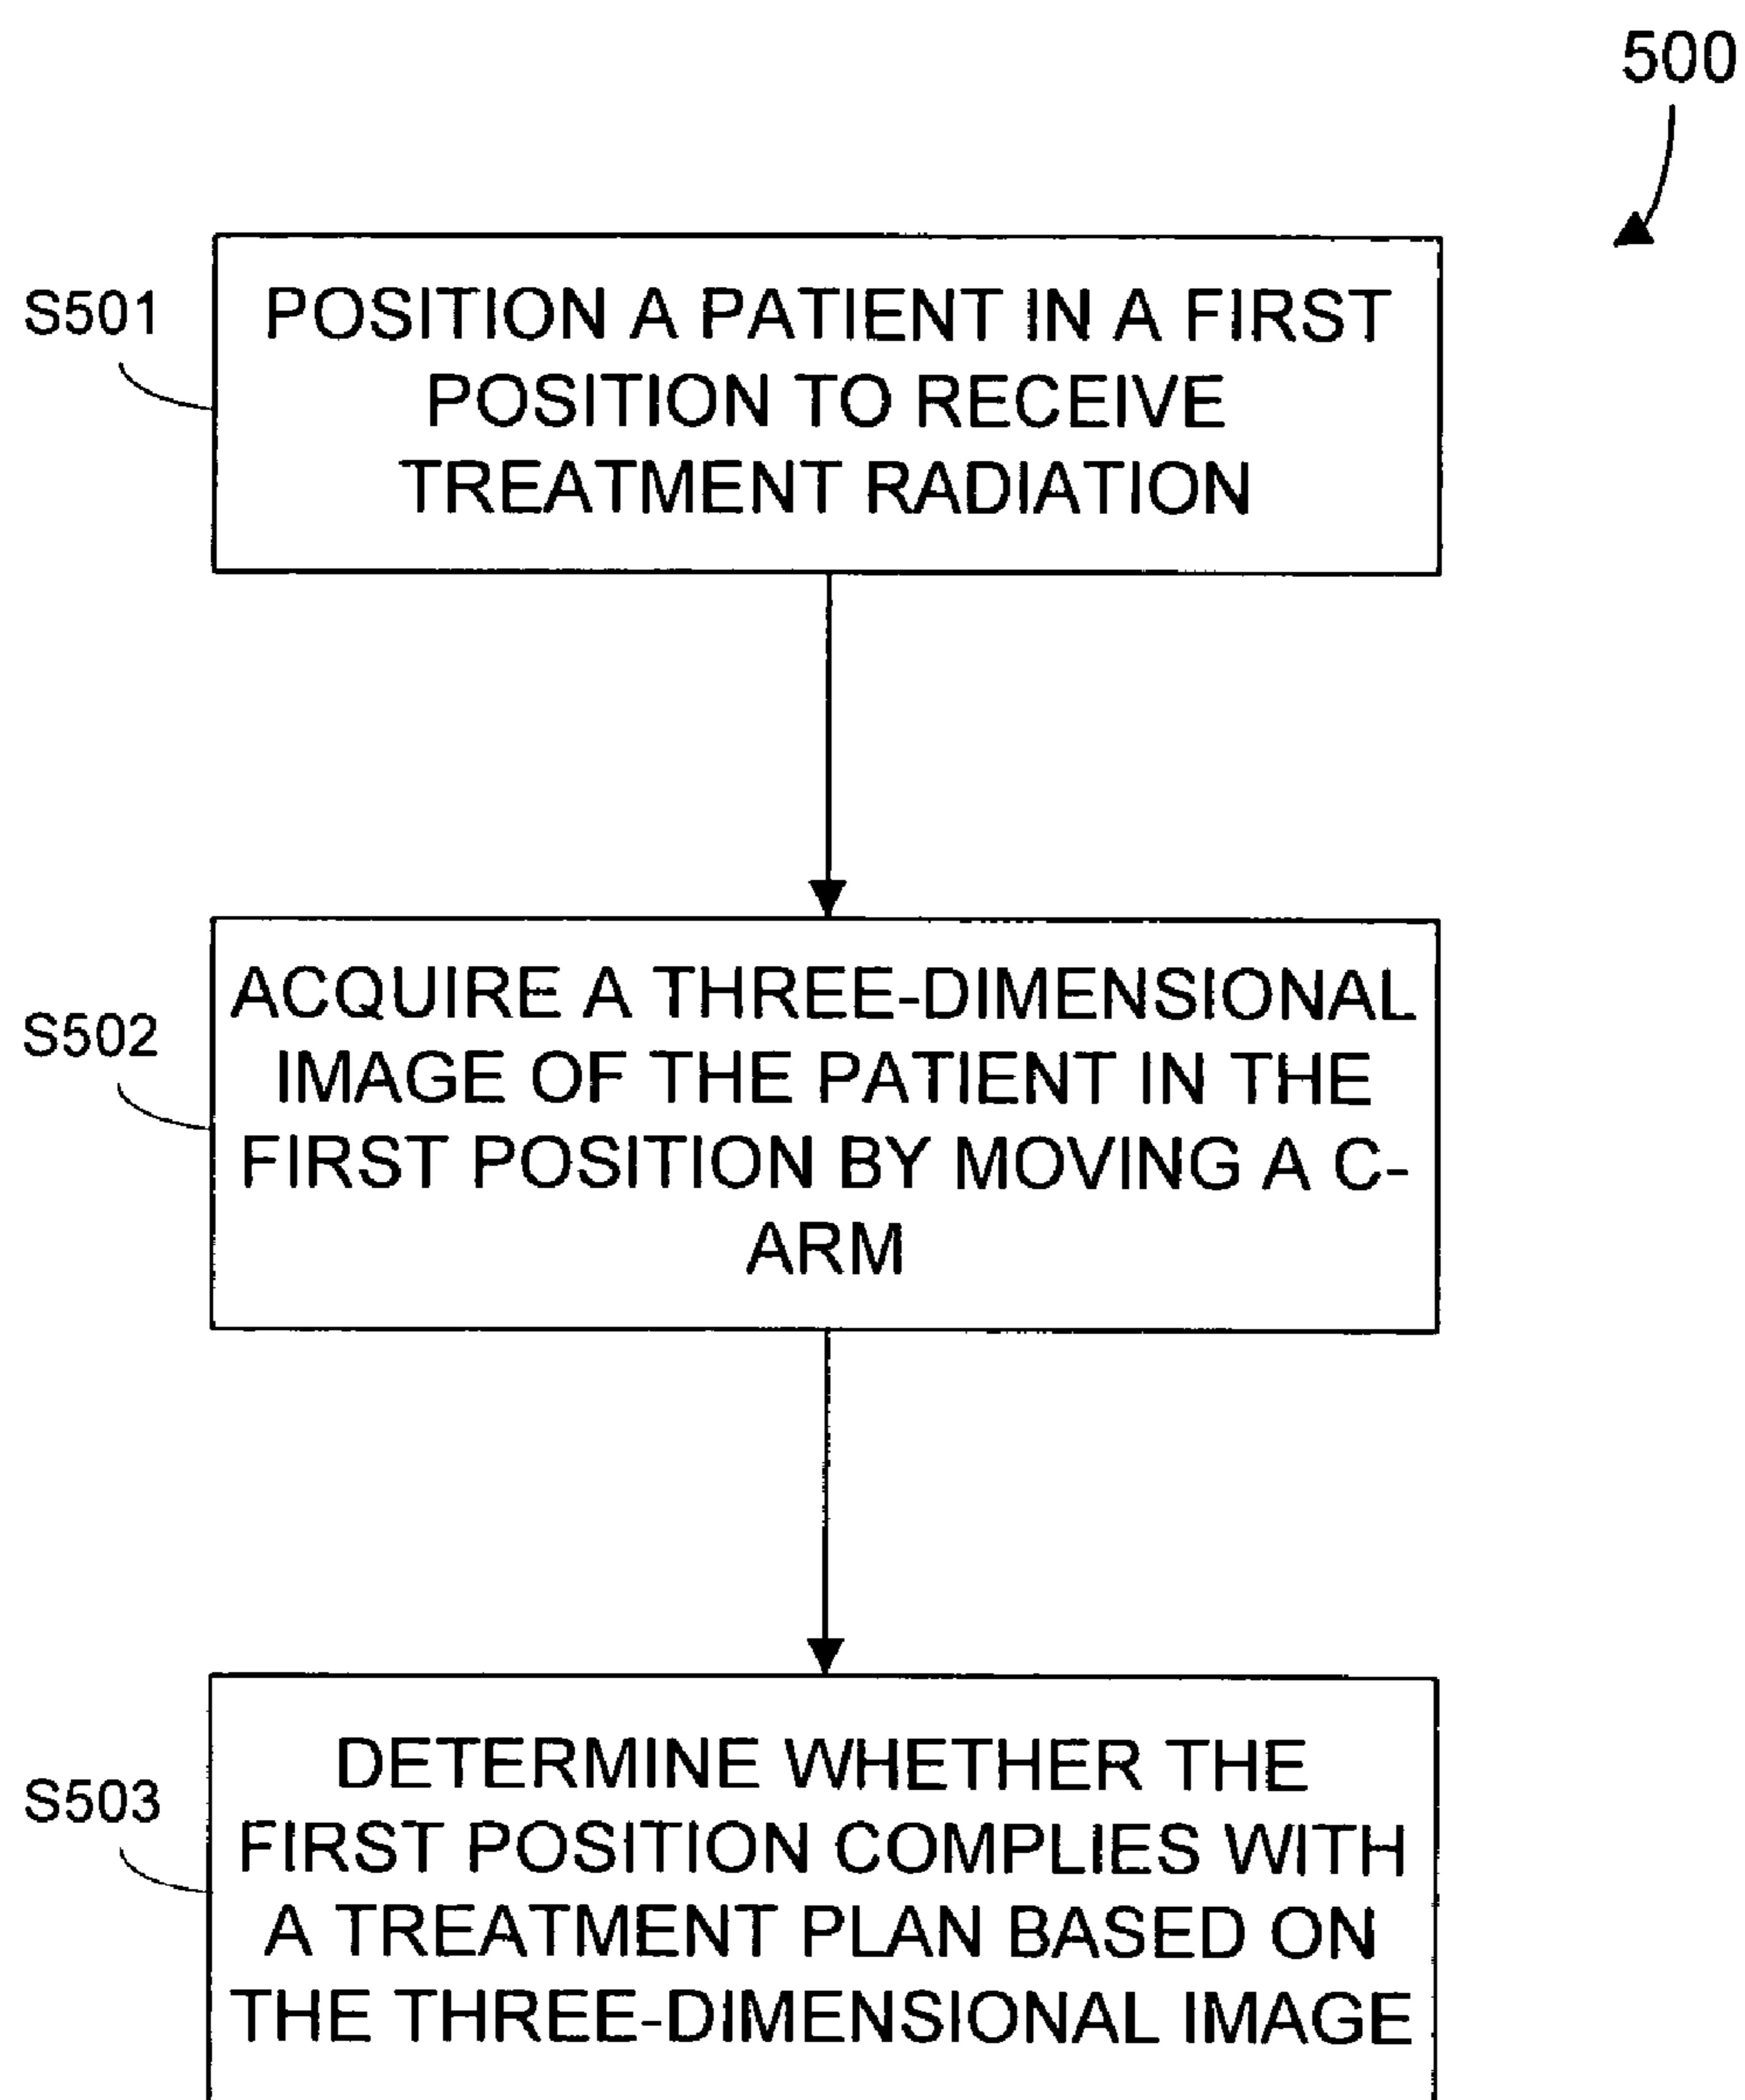 500
S501
POSITION A PATIENT IN A FIRST
POSITION TO RECEIVE
TREATMENT RADIATION
S502
ACQUIRE A THREE-DIMENSIONAL
IMAGE OF THE PATIENT IN THE
FIRST POSITION BY MOVING A C-
ARM
S503
DETERMINE WHETHER THE
FIRST POSITION COMPLIES WITH
A TREATMENT PLAN BASED ON
THE THREE-DIMENSIONAL IMAGE